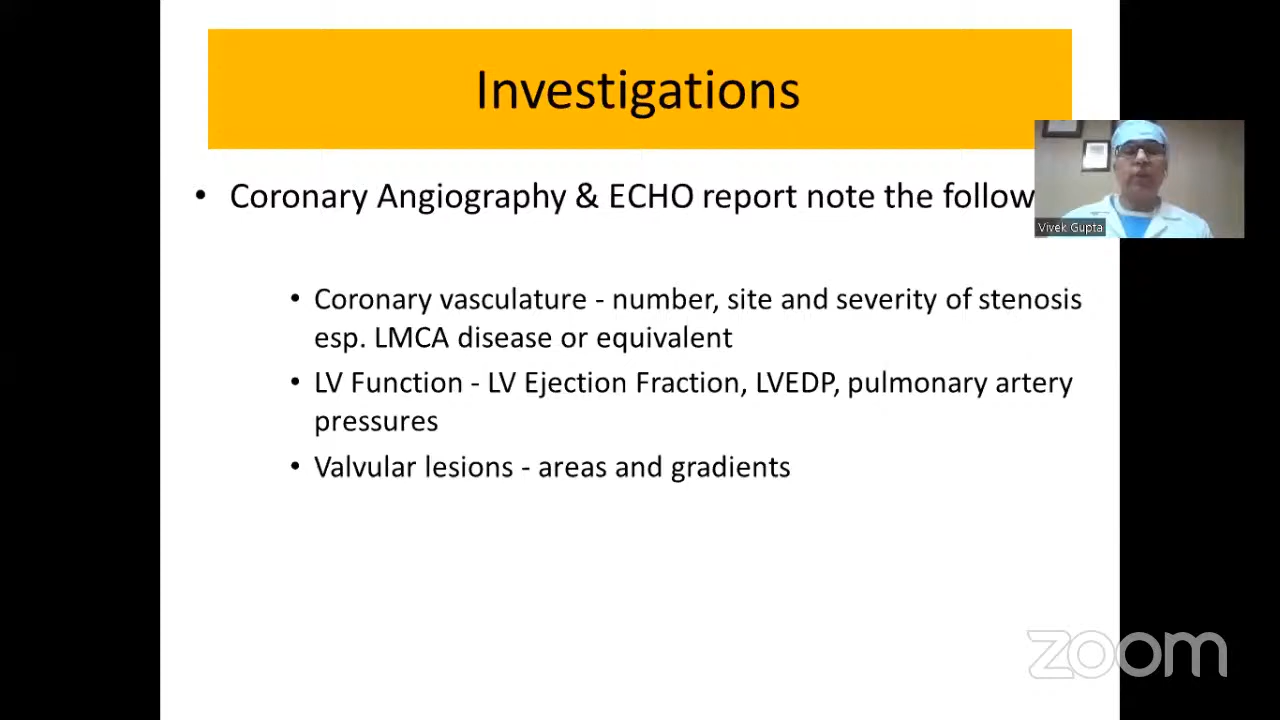 Investigations
• Coronary Angiography & ECHO report note the follow
Vivek Gupta
• Coronary vasculature - number, site and severity of stenosis
esp. LMCA disease or equivalent
• LV Function - LV Ejection Fraction, LVEDP, pulmonary artery
pressures
• Valvular lesions - areas and gradients
zoom